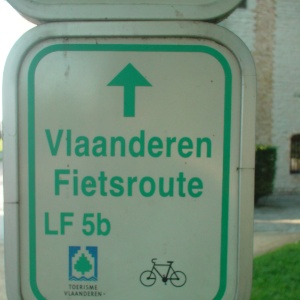 Vlaanderen
Fietsroute
LF 5b
TOERISME
VLAANDEREN